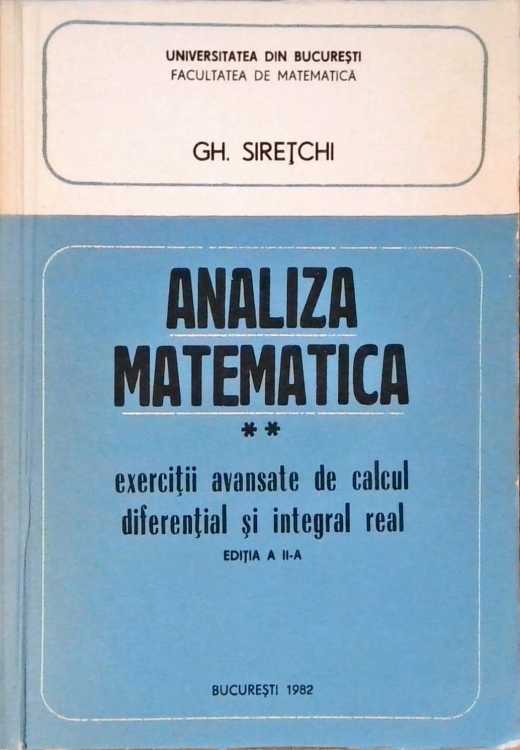 UNIVERSITATEA DIN BUCUREȘTI
FACULTATEA DE MATEMATICĂ
GH. SIREȚCHI
ANALIZA
MATEMATICA
**
exerciții avansate de calcul
diferențial și integral real
EDIȚIA A II-A
BUCUREȘTI 1982